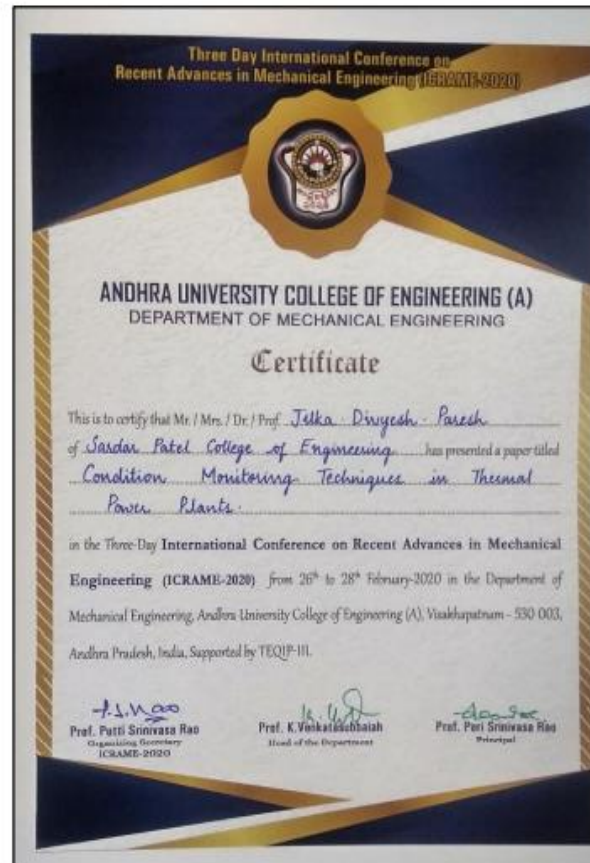 Three Day International Conference on
Recent Advances in Mechanical Engineering (ICRAME-2020)
ANDHRA UNIVERSITY COLLEGE OF ENGINEERING (A)
DEPARTMENT OF MECHANICAL ENGINEERING
Certificate
This is to certify that Mr. / Mrs. / Dr. / Prof. Jilka Divyesh Paresh
of Sardar Patel College of Engineering has presented a paper titled
Condition Monitoring Techniques in Thermal
Power Plants.
in the Three-Day International Conference on Recent Advances in Mechanical
Engineering (ICRAME-2020) from 26th to 28th February-2020 in the Department of
Mechanical Engineering, Andhra University College of Engineering (A), Visakhapatnam - 530 003,
Andhra Pradesh, India, Supported by TEQIP-III.
Prof. Putti Srinivasa Rao
Organizing Secretary
ICRAME-2020
Prof. K.Venkatasubbaiah
Head of the Department
Prof. Peri Srinivasa Rao
Principal